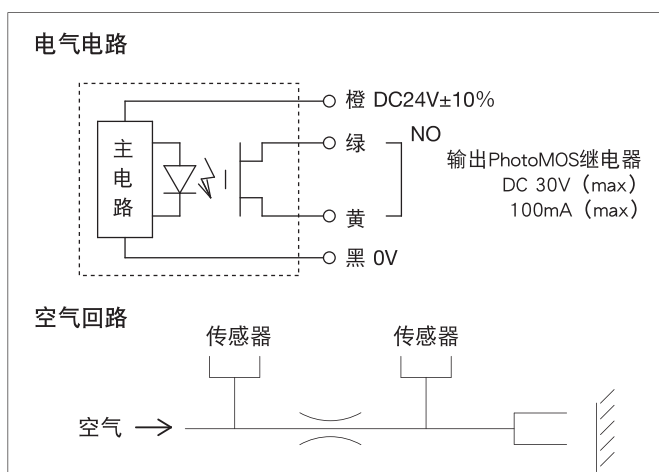 电气电路
橙 DC24V±10%
主电路
绿
NO
输出PhotoMOS继电器
DC 30V（max）
100mA（max）
黄
黑 0V
空气回路
传感器
传感器
空气